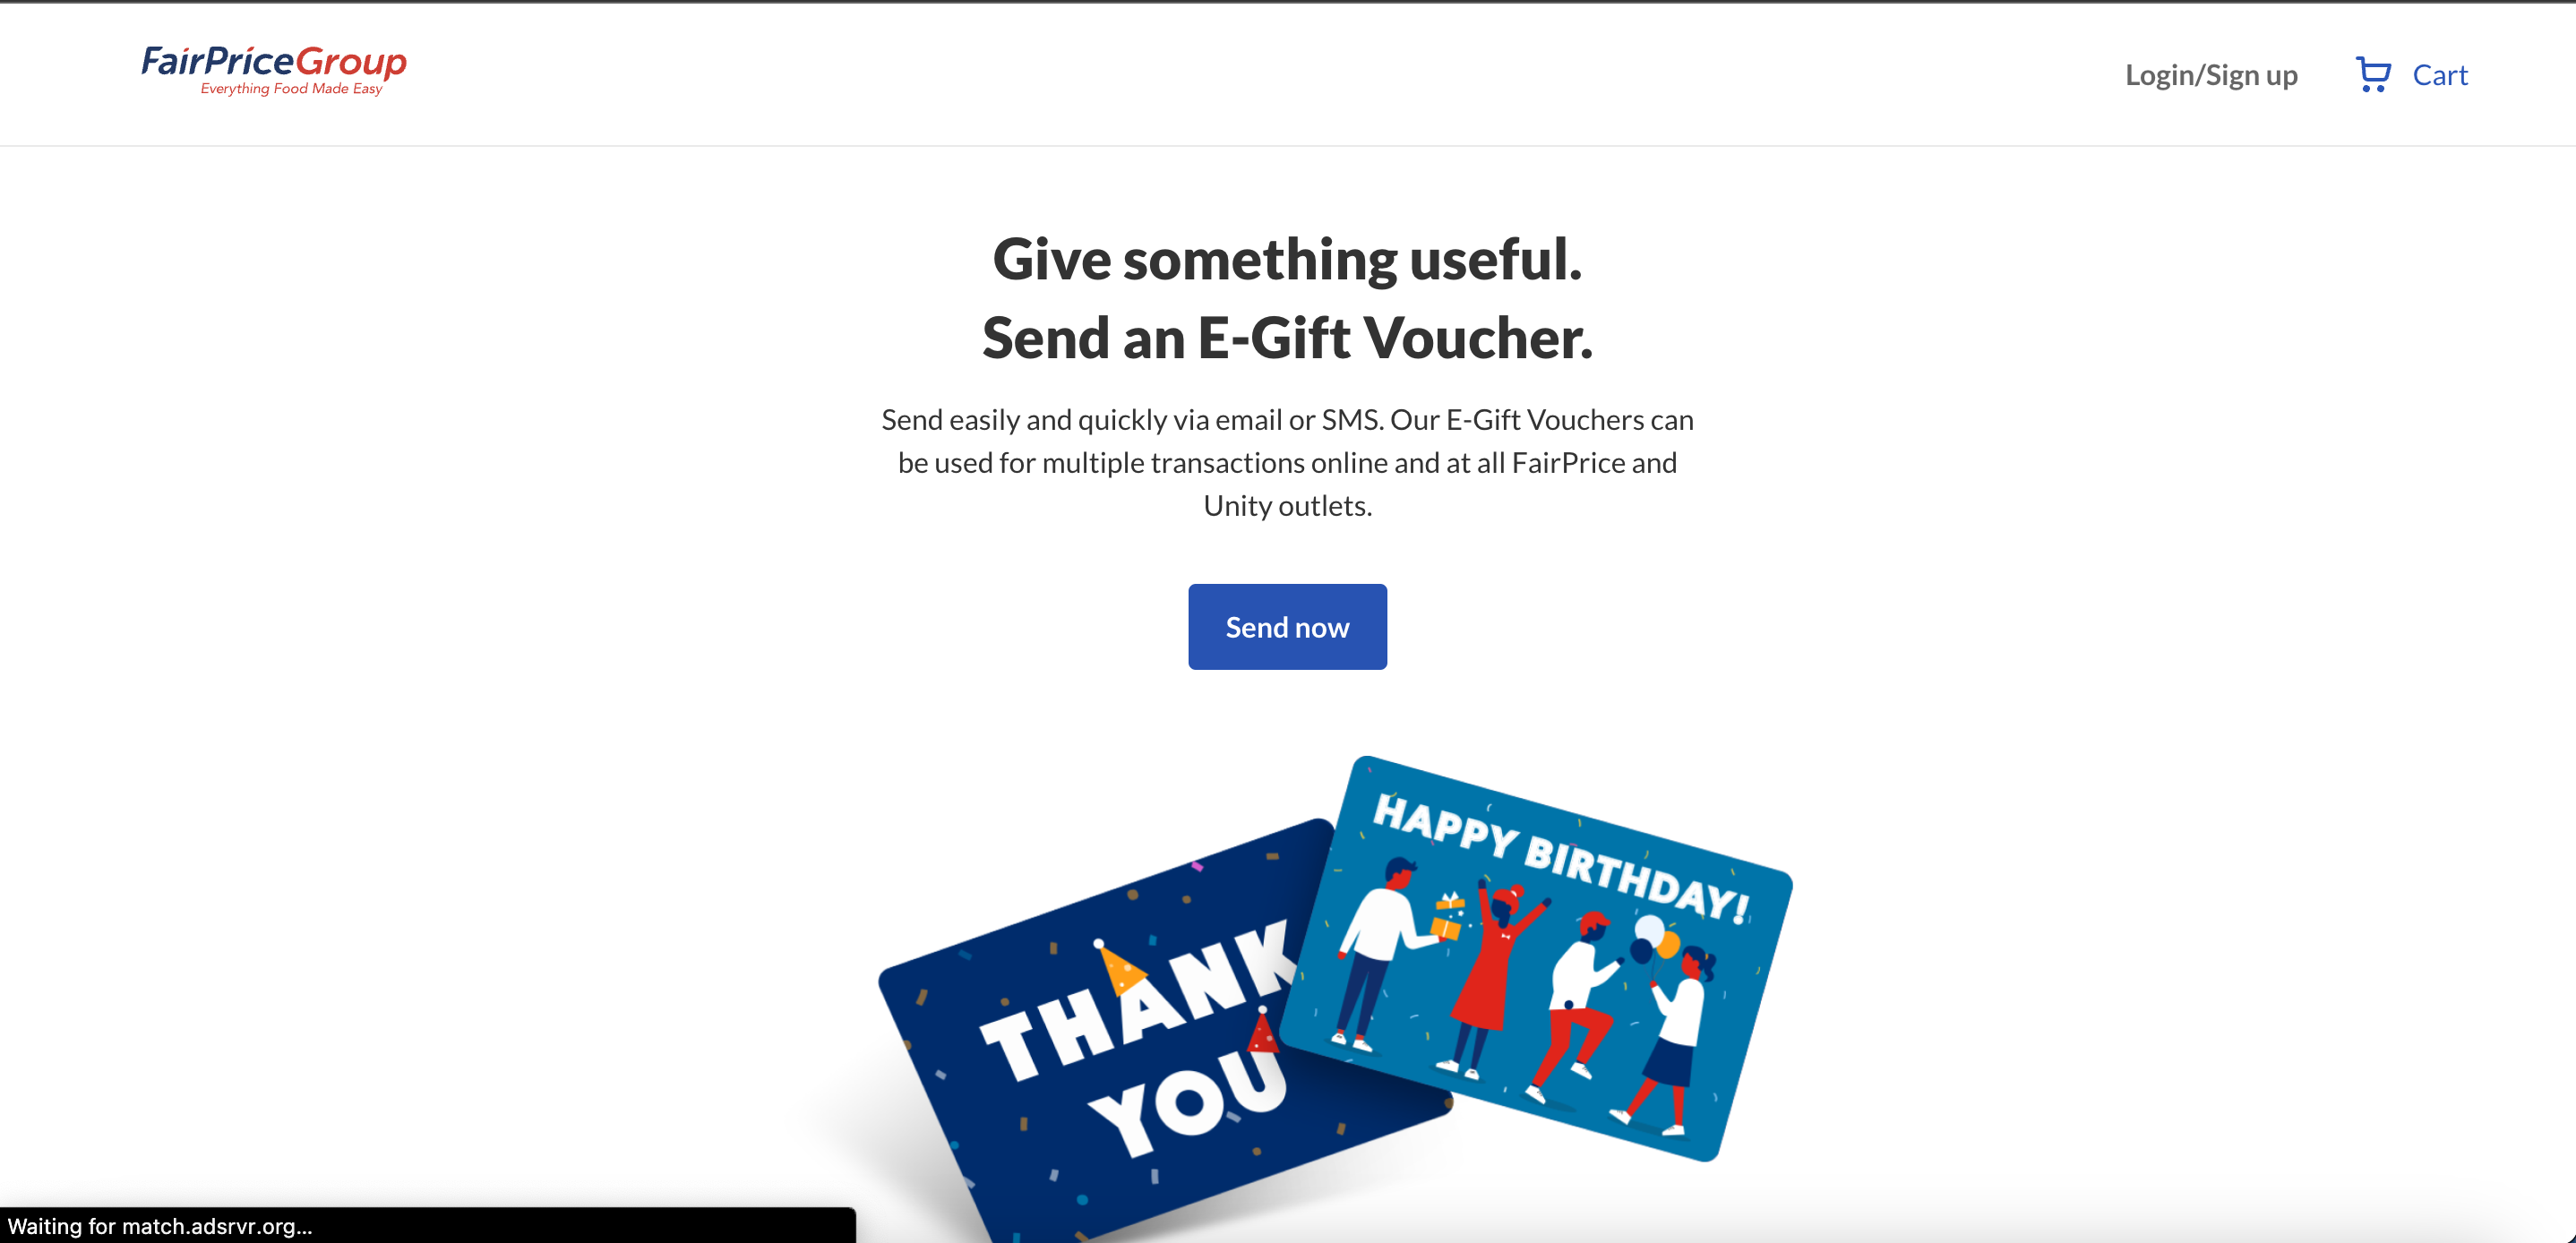 FairPriceGroup
Everything Food Made Easy
Login/Sign up
Cart
Give something useful.
Send an E-Gift Voucher.
Send easily and quickly via email or SMS. Our E-Gift Vouchers can
be used for multiple transactions online and at all FairPrice and
Unity outlets.
Send now
HAPPY BIRTHDAY!
THANK
YOU
Waiting for match.adsrvr.org...